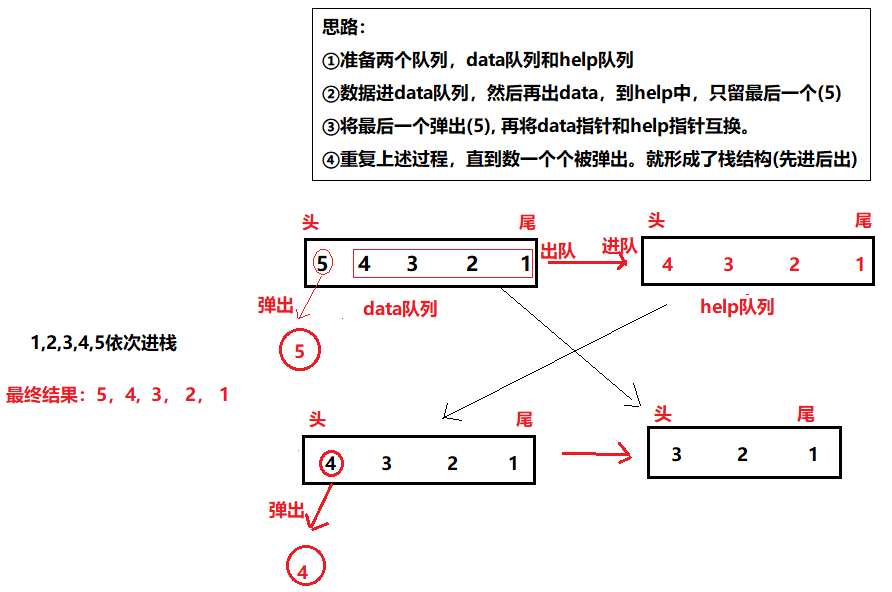 思路：
①准备两个队列，data队列和help队列
②数据进data队列，然后再出data，到help中，只留最后一个(5)
③将最后一个弹出(5), 再将data指针和help指针互换。
④重复上述过程，直到数一个个被弹出。就形成了栈结构(先进后出)
头 尾 头 尾
出队 进队
5 4 3 2 1 4 3 2 1
弹出 data队列 help队列
1,2,3,4,5依次进栈 5
最终结果：5，4，3，2，1
头 尾 头 尾
4 3 2 1 3 2 1
弹出
4